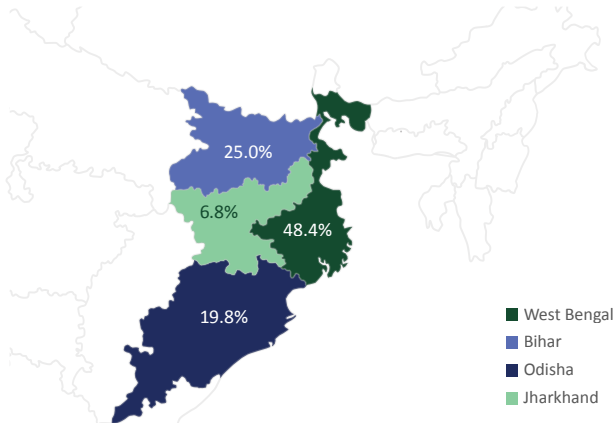 25.0%
6.8%
48.4%
19.8%
West Bengal
Bihar
Odisha
Jharkhand